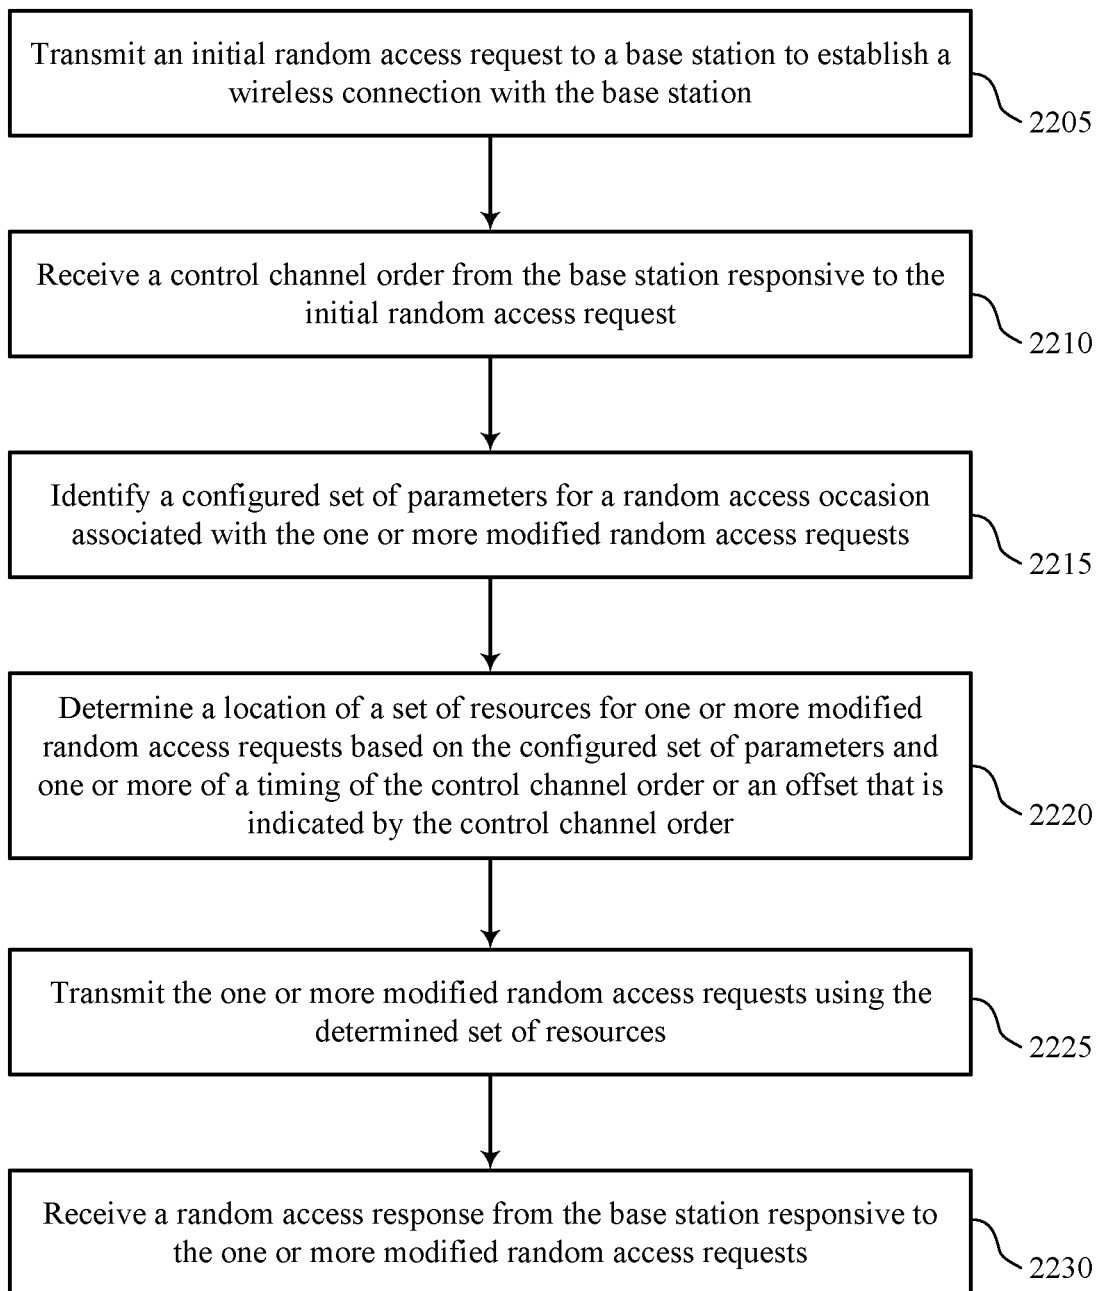 Transmit an initial random access request to a base station to establish a
wireless connection with the base station
2205
Receive a control channel order from the base station responsive to the
initial random access request
2210
Identify a configured set of parameters for a random access occasion
associated with the one or more modified random access requests
2215
Determine a location of a set of resources for one or more modified
random access requests based on the configured set of parameters and
one or more of a timing of the control channel order or an offset that is
indicated by the control channel order
2220
Transmit the one or more modified random access requests using the
determined set of resources
2225
Receive a random access response from the base station responsive to
the one or more modified random access requests
2230